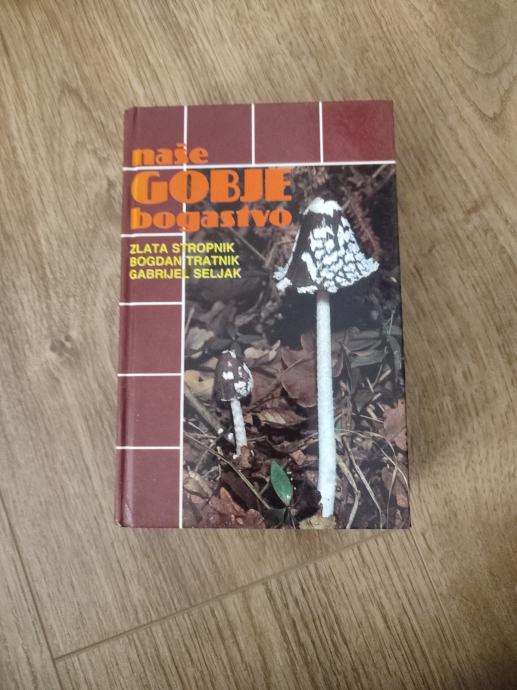 naše
GOBJE
bogastvo
ZLATA STROPNIK
BOGDAN TRATNIK
GABRIJEL SELJAK